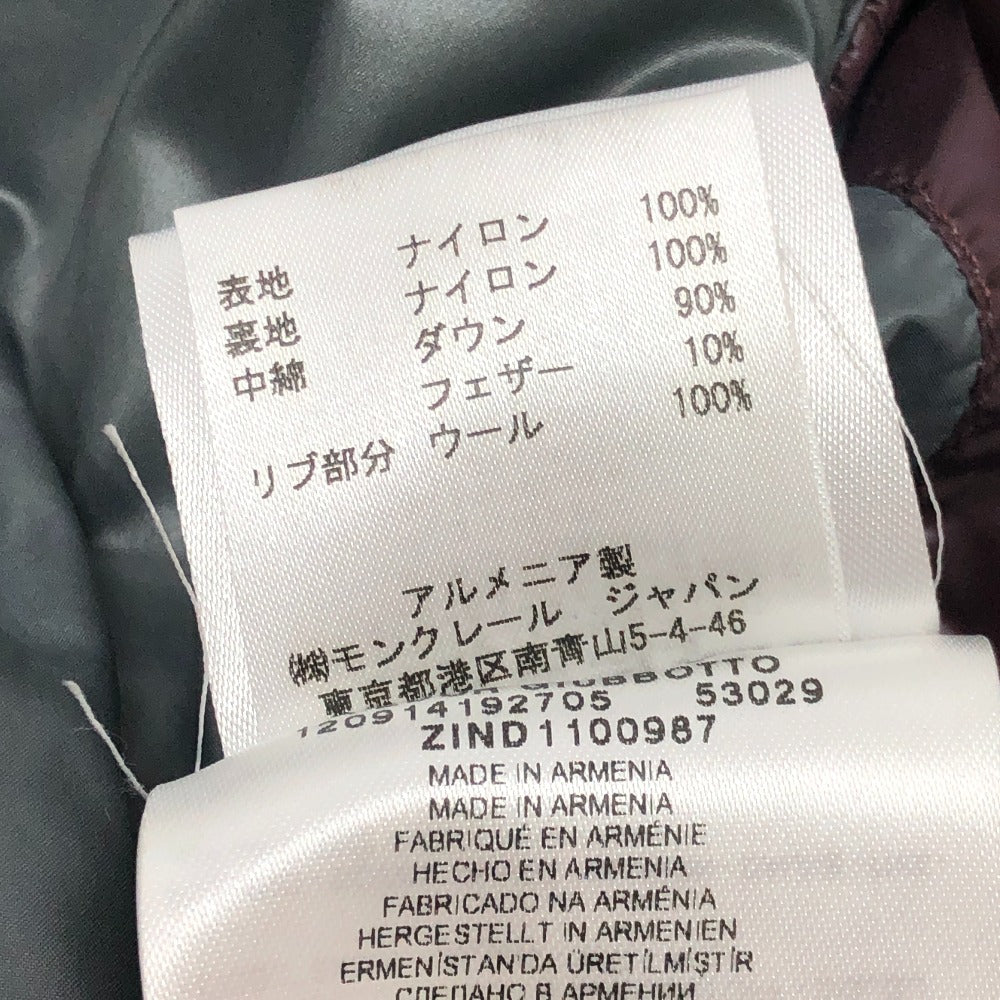 表地 ナイロン 100%
裏地 ナイロン 100%
中綿 ダウン 90%
フェザー 10%
リブ部分 ウール 100%
アルメニア製
㈱モンクレール ジャパン
東京都港区南青山5-4-46
GIUBBOTTO
120914192705 53029
ZIND1100987
MADE IN ARMENIA
MADE IN ARMENIA
FABRIQUÉ EN ARMÉNIE
HECHO EN ARMENIA
FABRICADO NA ARMÉNIA
HERGESTELLT IN ARMENIEN
ERMENİSTAN'DA ÜRETİLMİŞTİR
СДЕЛАНО В АРМЕНИИ